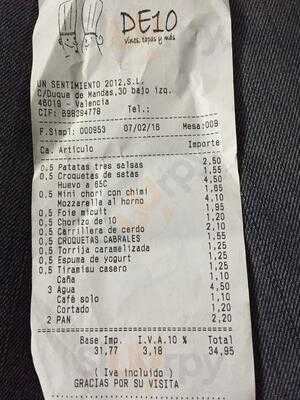 DE10
vinos, tapas y más
UN SENTIMIENTO 2012,S.L.
C/Duque de Mandas,30 bajo izq.
46019 - Valencia
CIF: B98394778 Tel.:
F.Simpl: 000953 07/02/16 Mesa:009
Ca. Artículo Importe
0,5 Patatas tres salsas 2,50
0,5 Croquetas de setas 1,55
Huevo a 65C 4,50
0,5 Mini chori con chimi 1,65
Mozzarella al horno 4,10
0,5 Foie micuit 1,95
0,5 Chorizo de 10 1,20
0,5 Carrillera de cerdo 2,10
0,5 CROQUETAS CABRALES 1,55
0,5 Torrija caramelizada 1,25
0,5 Espuma de yogurt 1,25
0,5 Tiramisu casero 1,25
Caña 1,10
3 Agua 4,50
Café solo 1,10
Cortado 1,20
2 PAN 2,20
Base Imp. I.V.A.10 % Total
31,77 3,18 34,95
(Iva incluido)
GRACIAS POR SU VISITA